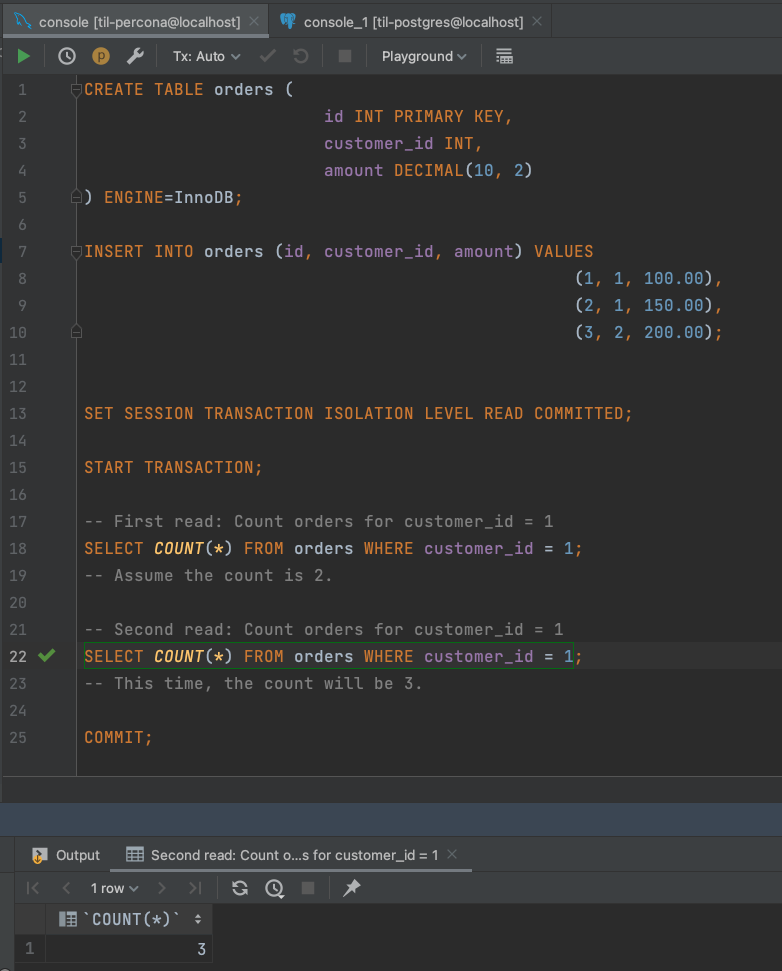 console [til-percona@localhost] console_1 [til-postgres@localhost]
Tx: Auto Playground
1 CREATE TABLE orders (
2 id INT PRIMARY KEY,
3 customer_id INT,
4 amount DECIMAL(10, 2)
5 ) ENGINE=InnoDB;
6
7 INSERT INTO orders (id, customer_id, amount) VALUES
8 (1, 1, 100.00),
9 (2, 1, 150.00),
10 (3, 2, 200.00);
11
12
13 SET SESSION TRANSACTION ISOLATION LEVEL READ COMMITTED;
14
15 START TRANSACTION;
16
17 -- First read: Count orders for customer_id = 1
18 SELECT COUNT(*) FROM orders WHERE customer_id = 1;
19 -- Assume the count is 2.
20
21 -- Second read: Count orders for customer_id = 1
22 SELECT COUNT(*) FROM orders WHERE customer_id = 1;
23 -- This time, the count will be 3.
24
25 COMMIT;
Output Second read: Count o...s for customer_id = 1
1 row
`COUNT(*)`
1 3